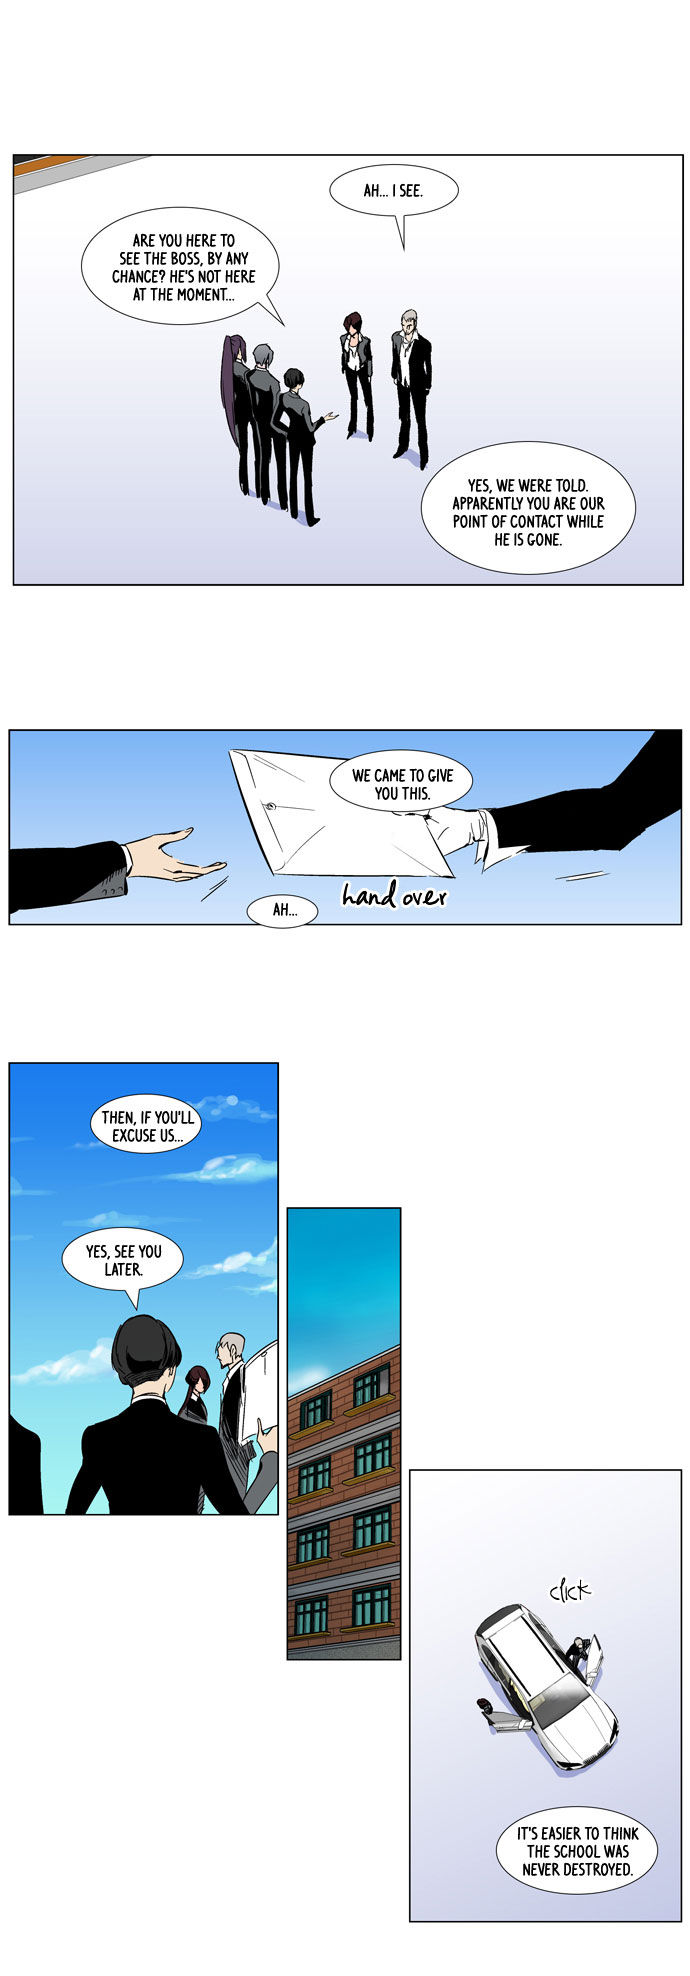 AH... I SEE.
ARE YOU HERE TO
SEE THE BOSS, BY ANY
CHANCE? HE'S NOT HERE
AT THE MOMENT...
YES, WE WERE TOLD.
APPARENTLY YOU ARE OUR
POINT OF CONTACT WHILE
HE IS GONE.
WE CAME TO GIVE
YOU THIS.
AH...
hand over
THEN, IF YOU'LL
EXCUSE US...
YES, SEE YOU
LATER.
click
IT'S EASIER TO THINK
THE SCHOOL WAS
NEVER DESTROYED.